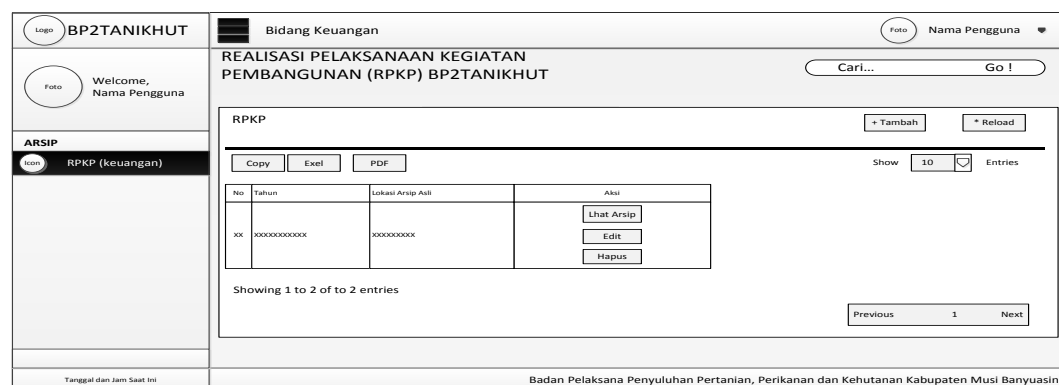 Logo BP2TANIKHUT
Bidang Keuangan
Foto Nama Pengguna
Foto
Welcome,
Nama Pengguna
ARSIP
Icon RPKP (keuangan)
REALISASI PELAKSANAAN KEGIATAN
PEMBANGUNAN (RPKP) BP2TANIKHUT
Cari... Go !
RPKP
+ Tambah * Reload
Copy Exel PDF
Show 10 Entries
No Tahun Lokasi Arsip Asli Aksi
xx xxxxxxxxxxx xxxxxxxxx
Lhat Arsip
Edit
Hapus
Showing 1 to 2 of to 2 entries
Previous 1 Next
Tanggal dan Jam Saat Ini
Badan Pelaksana Penyuluhan Pertanian, Perikanan dan Kehutanan Kabupaten Musi Banyuasin